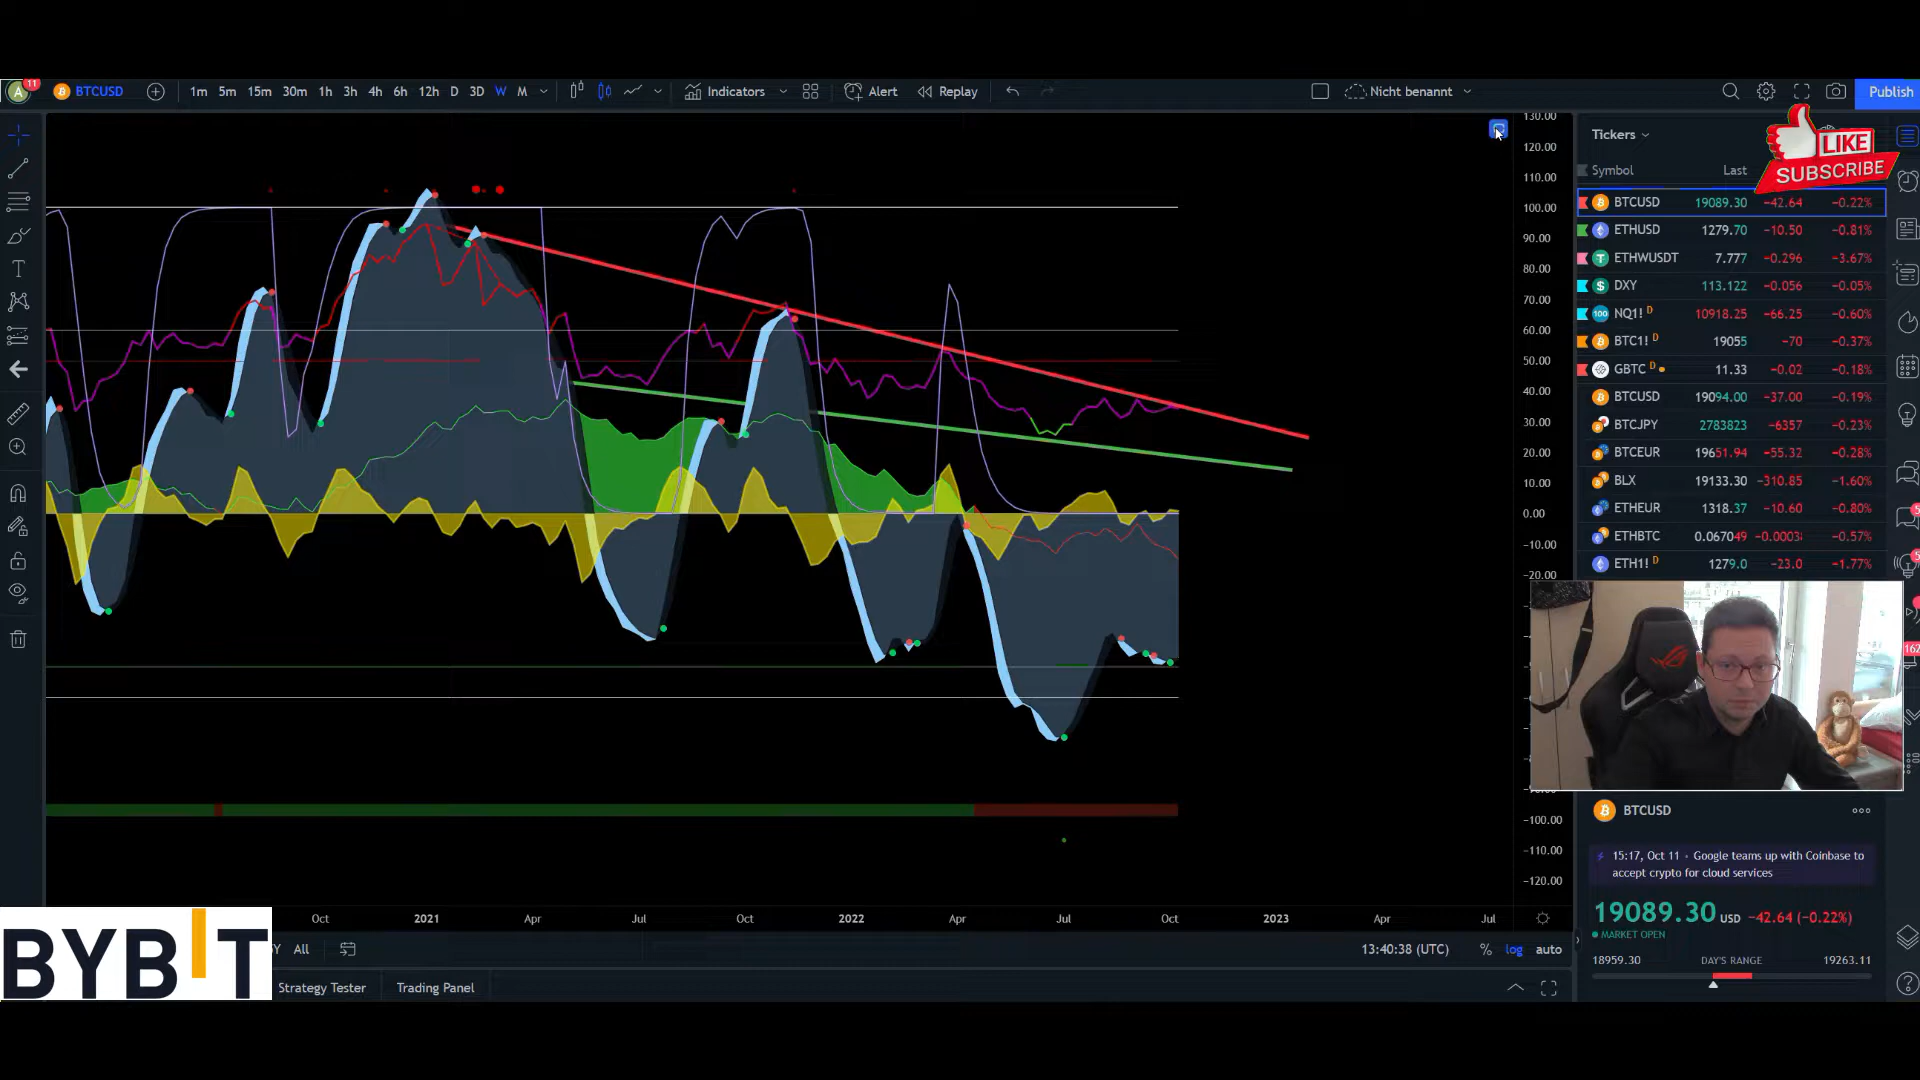 A 11 BTCUSD 1m 5m 15m 30m 1h 3h 4h 6h 12h D 3D W M Indicators Alert Replay Nicht benannt Publish
130.00
120.00
110.00
100.00
90.00
80.00
70.00
60.00
50.00
40.00
30.00
20.00
10.00
0.00
-10.00
-20.00
-100.00
-110.00
-120.00
Oct 2021 Apr Jul Oct 2022 Apr Jul Oct 2023 Apr Jul
All 13:40:38 (UTC) % log auto
Strategy Tester Trading Panel
BYBIT
Tickers
LIKE
SUBSCRIBE
Symbol Last
BTCUSD 19089.30 -42.64 -0.22%
ETHUSD 1279.70 -10.50 -0.81%
ETHWUSDT 7.777 -0.296 -3.67%
DXY 113.122 -0.056 -0.05%
NQ1! D 10918.25 -66.25 -0.60%
BTC1! D 19055 -70 -0.37%
GBTC D 11.33 -0.02 -0.18%
BTCUSD 19094.00 -37.00 -0.19%
BTCJPY 2783823 -6357 -0.23%
BTCEUR 19651.94 -55.32 -0.28%
BLX 19133.30 -310.85 -1.60%
ETHEUR 1318.37 -10.60 -0.80%
ETHBTC 0.067049 -0.00038 -0.57%
ETH1! D 1279.0 -23.0 -1.77%
162
BTCUSD
15:17, Oct 11 • Google teams up with Coinbase to
accept crypto for cloud services
19089.30 USD -42.64 (-0.22%)
MARKET OPEN
18959.30 DAY'S RANGE 19263.11